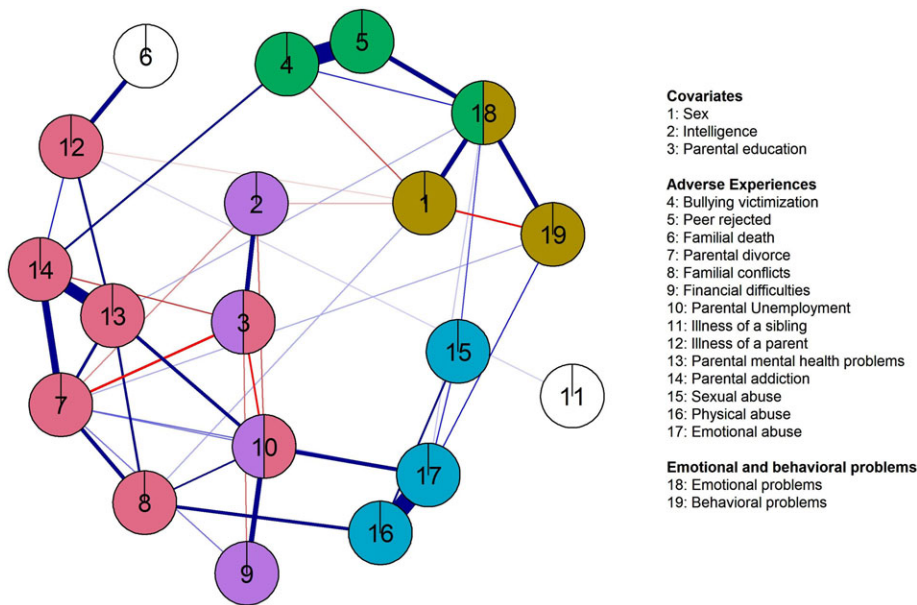 5
6
4
18
12
2
1
19
14
13
3
15
11
7
10
17
8
16
9
Covariates
1: Sex
2: Intelligence
3: Parental education
Adverse Experiences
4: Bullying victimization
5: Peer rejected
6: Familial death
7: Parental divorce
8: Familial conflicts
9: Financial difficulties
10: Parental Unemployment
11: Illness of a sibling
12: Illness of a parent
13: Parental mental health problems
14: Parental addiction
15: Sexual abuse
16: Physical abuse
17: Emotional abuse
Emotional and behavioral problems
18: Emotional problems
19: Behavioral problems